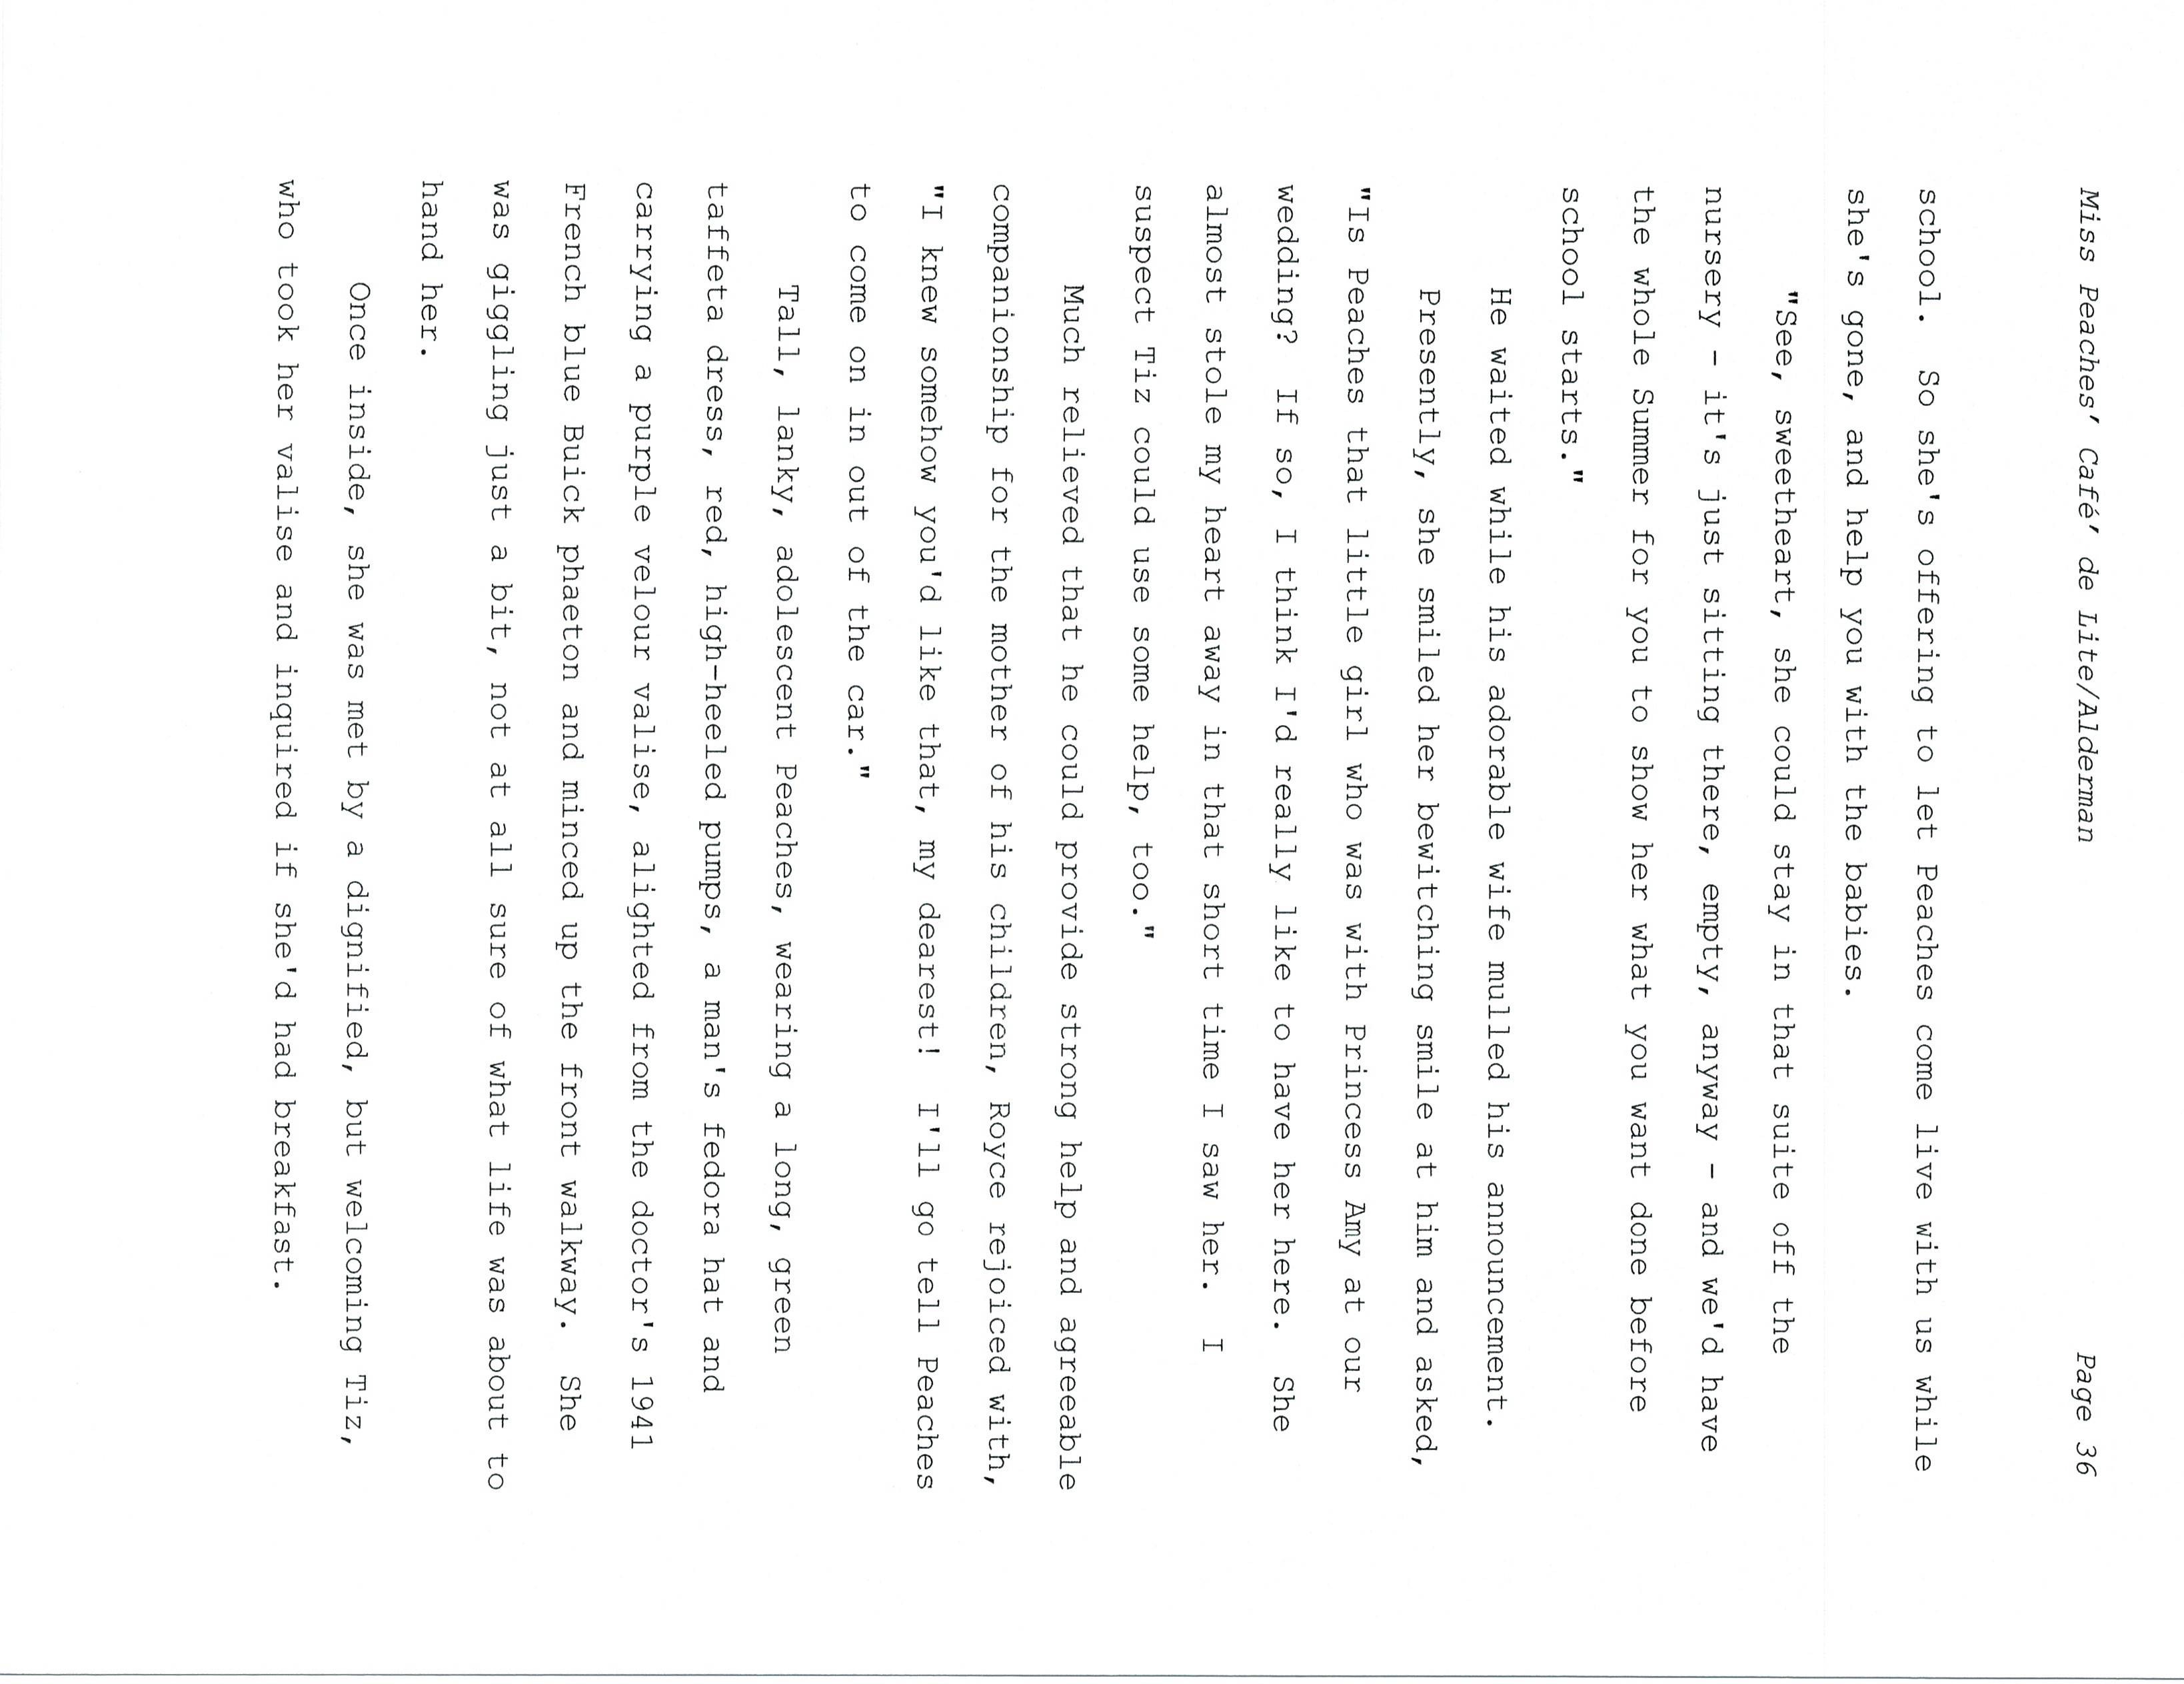 Miss Peaches' Café' de Lite/Alderman Page 36
school.  So she's offering to let Peaches come live with us while
she's gone, and help you with the babies.
"See, sweetheart, she could stay in that suite off the
nursery - it's just sitting there, empty, anyway - and we'd have
the whole Summer for you to show her what you want done before
school starts."
He waited while his adorable wife mulled his announcement.
Presently, she smiled her bewitching smile at him and asked,
"Is Peaches that little girl who was with Princess Amy at our
wedding?  If so, I think I'd really like to have her here.  She
almost stole my heart away in that short time I saw her.  I
suspect Tiz could use some help, too."
Much relieved that he could provide strong help and agreeable
companionship for the mother of his children, Royce rejoiced with,
"I knew somehow you'd like that, my dearest!  I'll go tell Peaches
to come on in out of the car."
Tall, lanky, adolescent Peaches, wearing a long, green
taffeta dress, red, high-heeled pumps, a man's fedora hat and
carrying a purple velour valise, alighted from the doctor's 1941
French blue Buick phaeton and minced up the front walkway.  She
was giggling just a bit, not at all sure of what life was about to
hand her.
Once inside, she was met by a dignified, but welcoming Tiz,
who took her valise and inquired if she'd had breakfast.